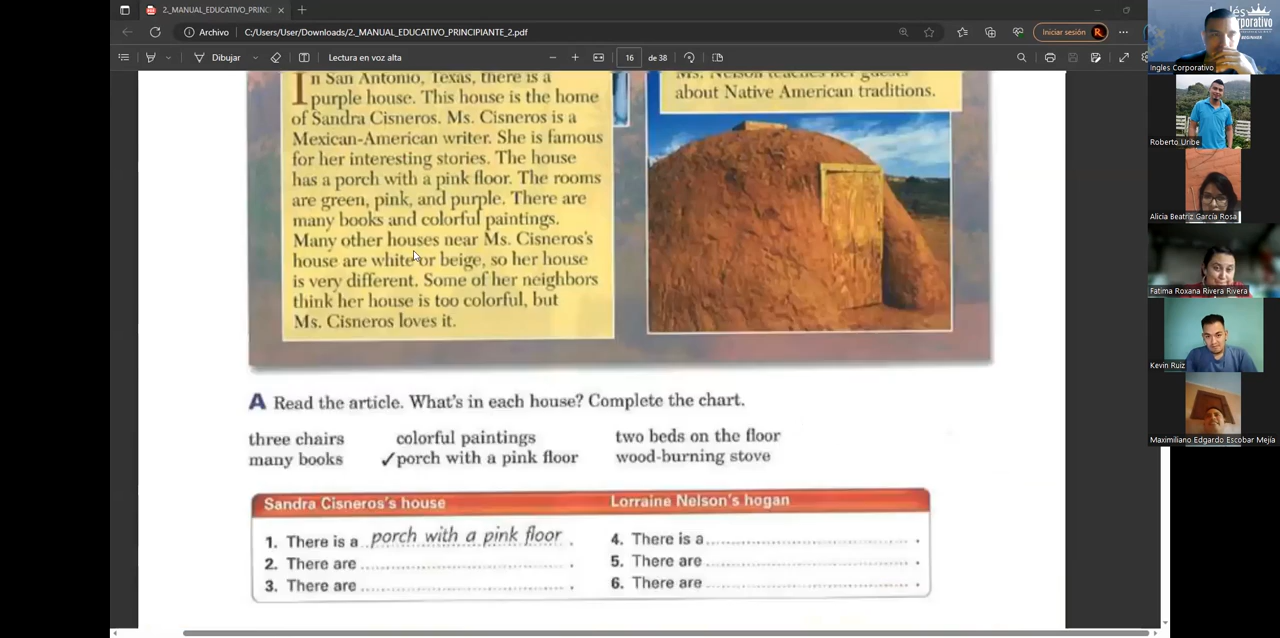 2._MANUAL_EDUCATIVO_PRINCI
Archivo
C:/Users/User/Downloads/2._MANUAL_EDUCATIVO_PRINCIPIANTE_2.pdf
Iniciar sesión
R
Dibujar
Lectura en voz alta
16
de 38
In San Antonio, Texas, there is a
purple house. This house is the home
of Sandra Cisneros. Ms. Cisneros is a
Mexican-American writer. She is famous
for her interesting stories. The house
has a porch with a pink floor. The rooms
are green, pink, and purple. There are
many books and colorful paintings.
Many other houses near Ms. Cisneros's
house are white or beige, so her house
is very different. Some of her neighbors
think her house is too colorful, but
Ms. Cisneros loves it.
Ms. Nelson teaches her guests
about Native American traditions.
A Read the article. What's in each house? Complete the chart.
three chairs colorful paintings two beds on the floor
many books ✓porch with a pink floor wood-burning stove
Sandra Cisneros's house
1. There is a porch with a pink floor .
2. There are .
3. There are .
Lorraine Nelson's hogan
4. There is a .
5. There are .
6. There are .
Inglés
Corporativo
BEGINNER
Ingles Corporativo
Roberto Uribe
Alicia Beatriz García Rosa
Fatima Roxana Rivera Rivera
Kevin Ruiz
Maximiliano Edgardo Escobar Mejía